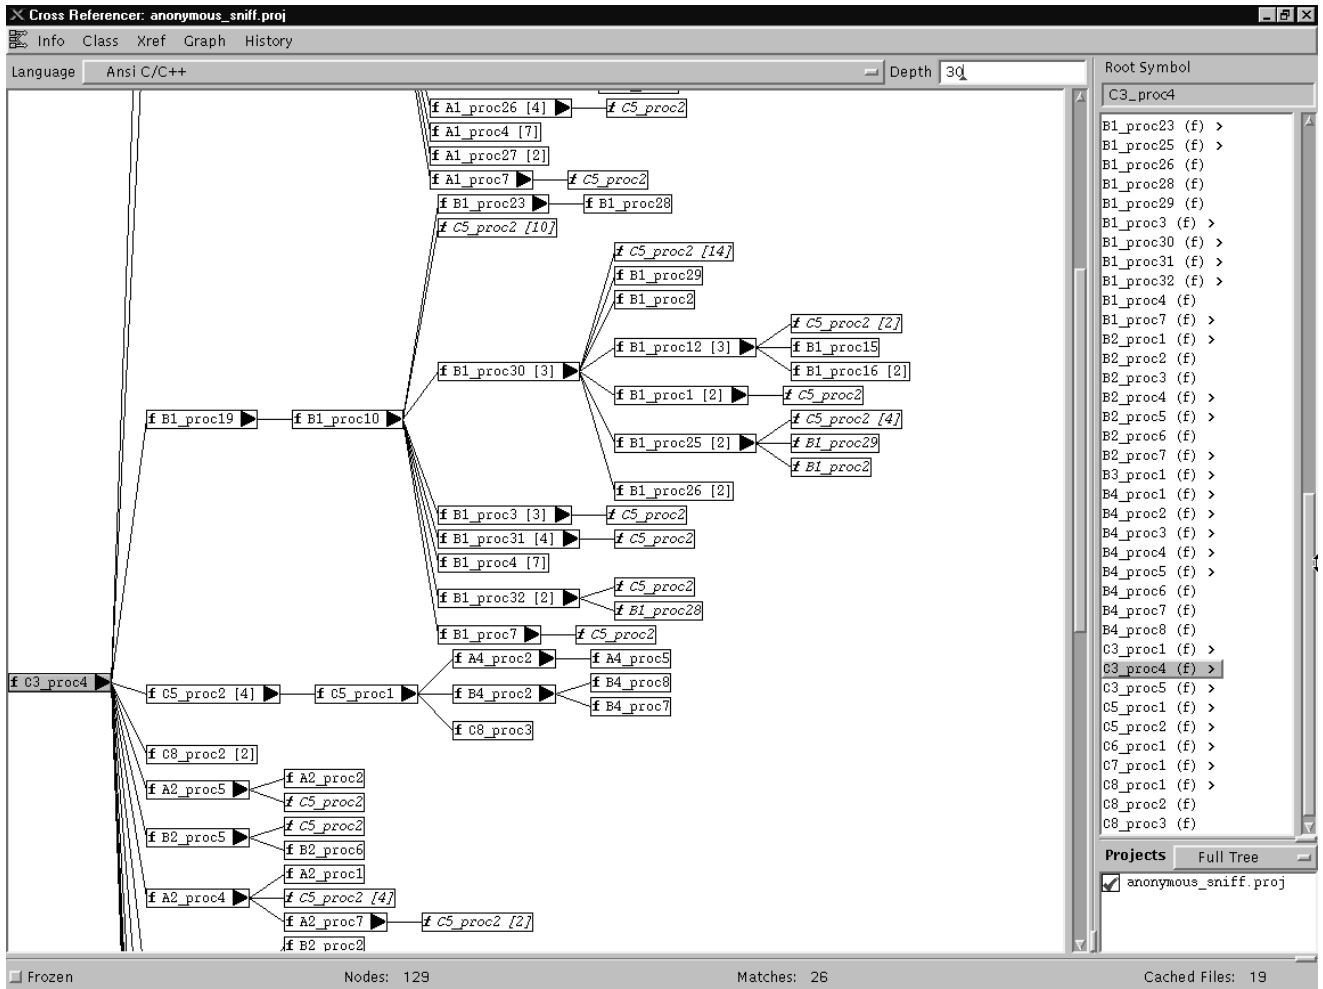 Cross Referencer: anonymous_sniff.proj
Info Class Xref Graph History
Language Ansi C/C++ Depth 30
Root Symbol
C3_proc4
f A1_proc26 [4] f C5_proc2
f A1_proc4 [7]
f A1_proc27 [2]
f A1_proc7 f C5_proc2
f B1_proc23 f B1_proc28
f C5_proc2 [10]
f C5_proc2 [14]
f B1_proc29
f B1_proc2
f C5_proc2 [2]
f B1_proc12 [3] f B1_proc15
f B1_proc30 [3] f B1_proc16 [2]
f B1_proc1 [2] f C5_proc2
f B1_proc19 f B1_proc10 f C5_proc2 [4]
f B1_proc25 [2] f B1_proc29
f B1_proc2
f B1_proc26 [2]
f B1_proc3 [3] f C5_proc2
f B1_proc31 [4] f C5_proc2
f B1_proc4 [7]
f C5_proc2
f B1_proc32 [2]
f B1_proc28
f B1_proc7 f C5_proc2
f A4_proc2 f A4_proc5
f C3_proc4 f B4_proc8
f C5_proc2 [4] f C5_proc1 f B4_proc2
f B4_proc7
f C8_proc3
f C8_proc2 [2]
f A2_proc2
f A2_proc5
f C5_proc2
f C5_proc2
f B2_proc5
f B2_proc6
f A2_proc1
f A2_proc4 f C5_proc2 [4]
f A2_proc7 f C5_proc2 [2]
f B2_proc2
B1_proc23 (f) >
B1_proc25 (f) >
B1_proc26 (f)
B1_proc28 (f)
B1_proc29 (f)
B1_proc3 (f) >
B1_proc30 (f) >
B1_proc31 (f) >
B1_proc32 (f) >
B1_proc4 (f)
B1_proc7 (f) >
B2_proc1 (f) >
B2_proc2 (f)
B2_proc3 (f)
B2_proc4 (f) >
B2_proc5 (f) >
B2_proc6 (f)
B2_proc7 (f) >
B3_proc1 (f) >
B4_proc1 (f) >
B4_proc2 (f) >
B4_proc3 (f) >
B4_proc4 (f) >
B4_proc5 (f) >
B4_proc6 (f)
B4_proc7 (f)
B4_proc8 (f)
C3_proc1 (f) >
C3_proc4 (f) >
C3_proc5 (f) >
C5_proc1 (f) >
C5_proc2 (f) >
C6_proc1 (f) >
C7_proc1 (f) >
C8_proc1 (f) >
C8_proc2 (f)
C8_proc3 (f)
Projects Full Tree
anonymous_sniff.proj
Frozen Nodes: 129 Matches: 26 Cached Files: 19